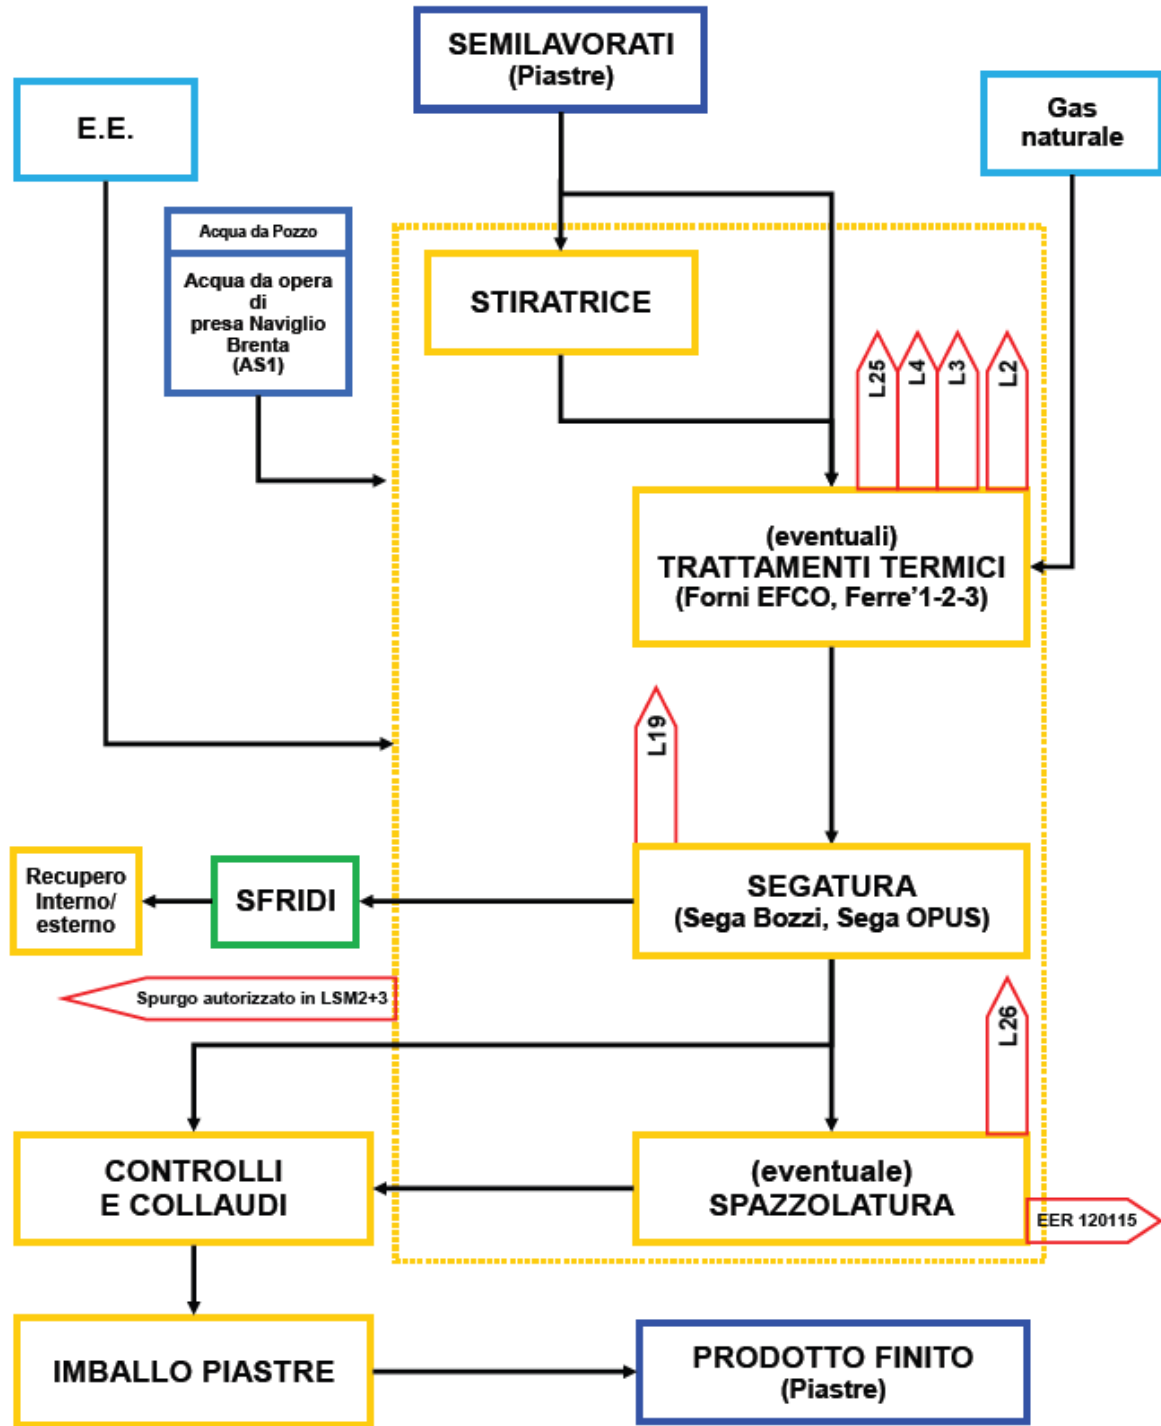 SEMILAVORATI
(Piastre)
E.E.
Gas
naturale
Acqua da Pozzo
Acqua da opera
di
presa Naviglio
Brenta
(AS1)
STIRATRICE
L25
L4
L3
L2
(eventuali)
TRATTAMENTI TERMICI
(Forni EFCO, Ferre'1-2-3)
L19
Recupero
Interno/
esterno
SFRIDI
SEGATURA
(Sega Bozzi, Sega OPUS)
Spurgo autorizzato in LSM2+3
L26
CONTROLLI
E COLLAUDI
(eventuale)
SPAZZOLATURA
EER 120115
IMBALLO PIASTRE
PRODOTTO FINITO
(Piastre)